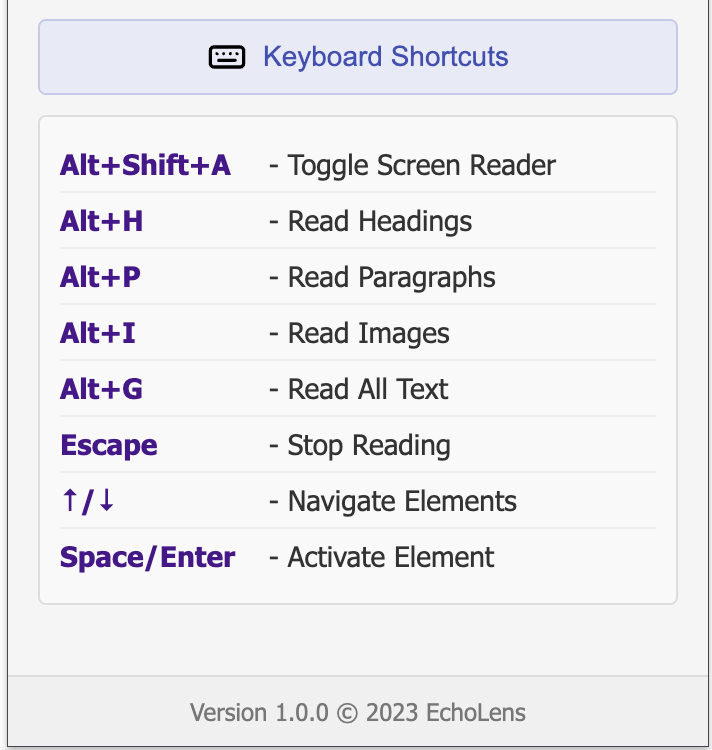 Keyboard Shortcuts
Alt+Shift+A - Toggle Screen Reader
Alt+H - Read Headings
Alt+P - Read Paragraphs
Alt+I - Read Images
Alt+G - Read All Text
Escape - Stop Reading
↑/↓ - Navigate Elements
Space/Enter - Activate Element
Version 1.0.0 © 2023 EchoLens